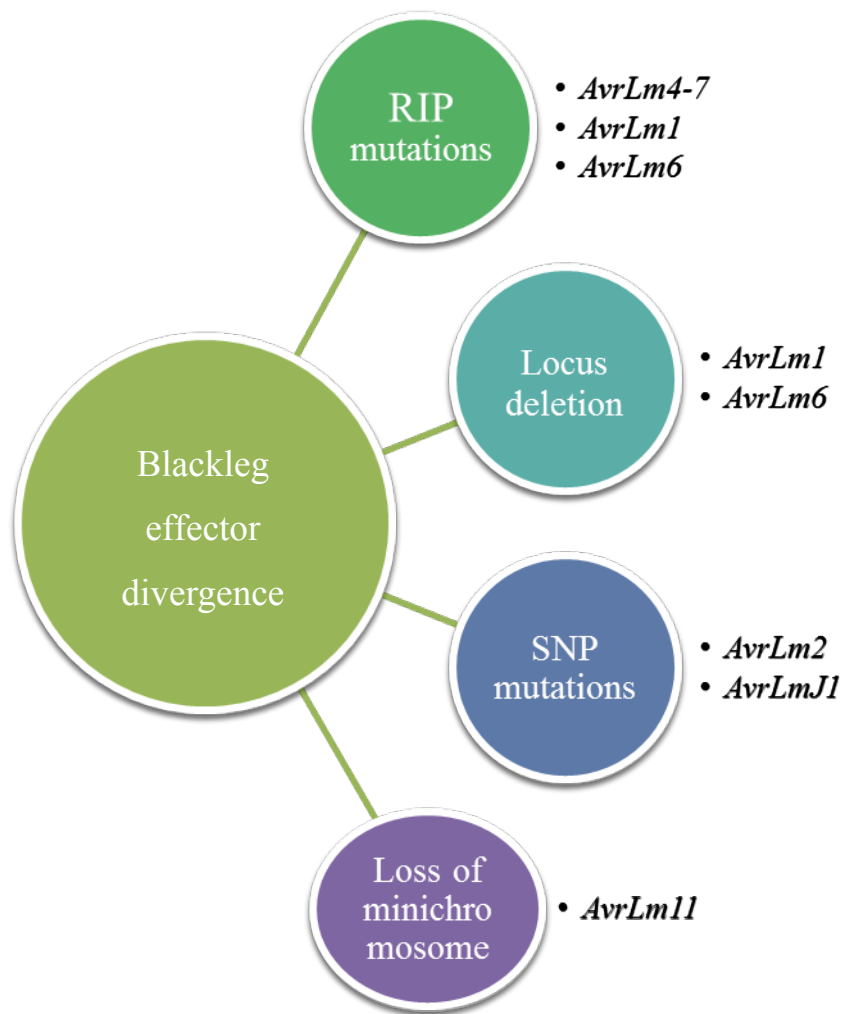 RIP
mutations
• AvrLm4-7
• AvrLm1
• AvrLm6
Locus
deletion
• AvrLm1
• AvrLm6
Blackleg
effector
divergence
SNP
mutations
• AvrLm2
• AvrLmJ1
Loss of
minichro
mosome
• AvrLm11